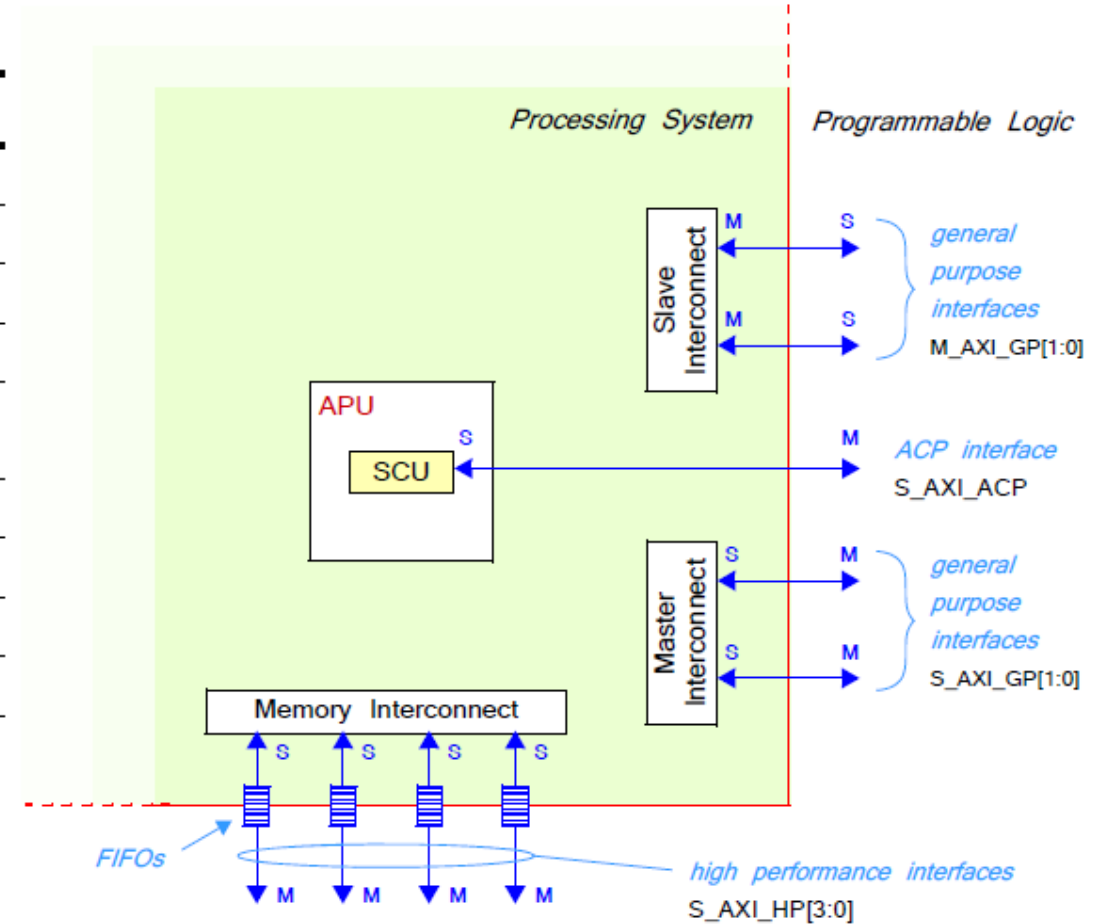 Processing System
Programmable Logic
M
S
M
S
Slave
Interconnect
general
purpose
interfaces
M_AXI_GP[1:0]
APU
SCU
S
M
ACP interface
S_AXI_ACP
S
M
S
M
Master
Interconnect
general
purpose
interfaces
S_AXI_GP[1:0]
Memory Interconnect
S
S
S
S
FIFOs
M
M
M
M
high performance interfaces
S_AXI_HP[3:0]